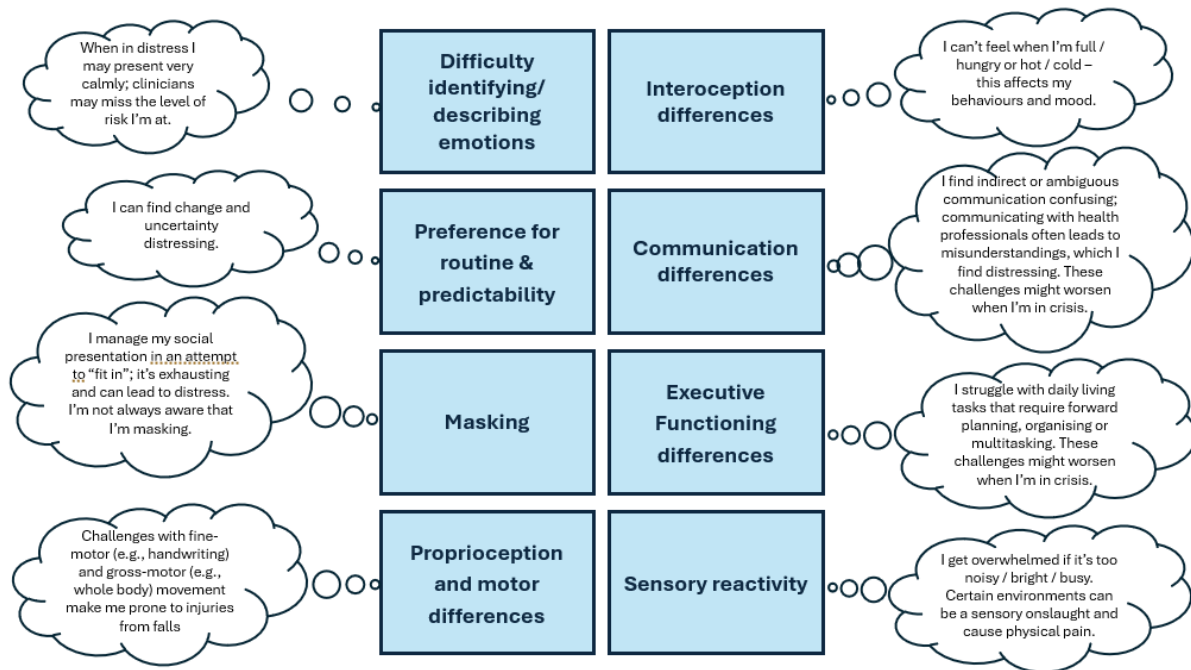 When in distress I
may present very
calmly; clinicians
may miss the level of
risk I'm at.
Difficulty
identifying/
describing
emotions
Interoception
differences
I can't feel when I'm full /
hungry or hot / cold –
this affects my
behaviours and mood.
I can find change and
uncertainty
distressing.
Preference for
routine &
predictability
Communication
differences
I find indirect or ambiguous
communication confusing;
communicating with health
professionals often leads to
misunderstandings, which I
find distressing. These
challenges might worsen
when I'm in crisis.
I manage my social
presentation in an attempt
to “fit in”; it's exhausting
and can lead to distress.
I'm not always aware that
I'm masking.
Masking
Executive
Functioning
differences
I struggle with daily living
tasks that require forward
planning, organising or
multitasking. These
challenges might worsen
when I'm in crisis.
Challenges with fine-
motor (e.g., handwriting)
and gross-motor (e.g.,
whole body) movement
make me prone to injuries
from falls
Proprioception
and motor
differences
Sensory reactivity
I get overwhelmed if it's too
noisy / bright / busy.
Certain environments can
be a sensory onslaught and
cause physical pain.